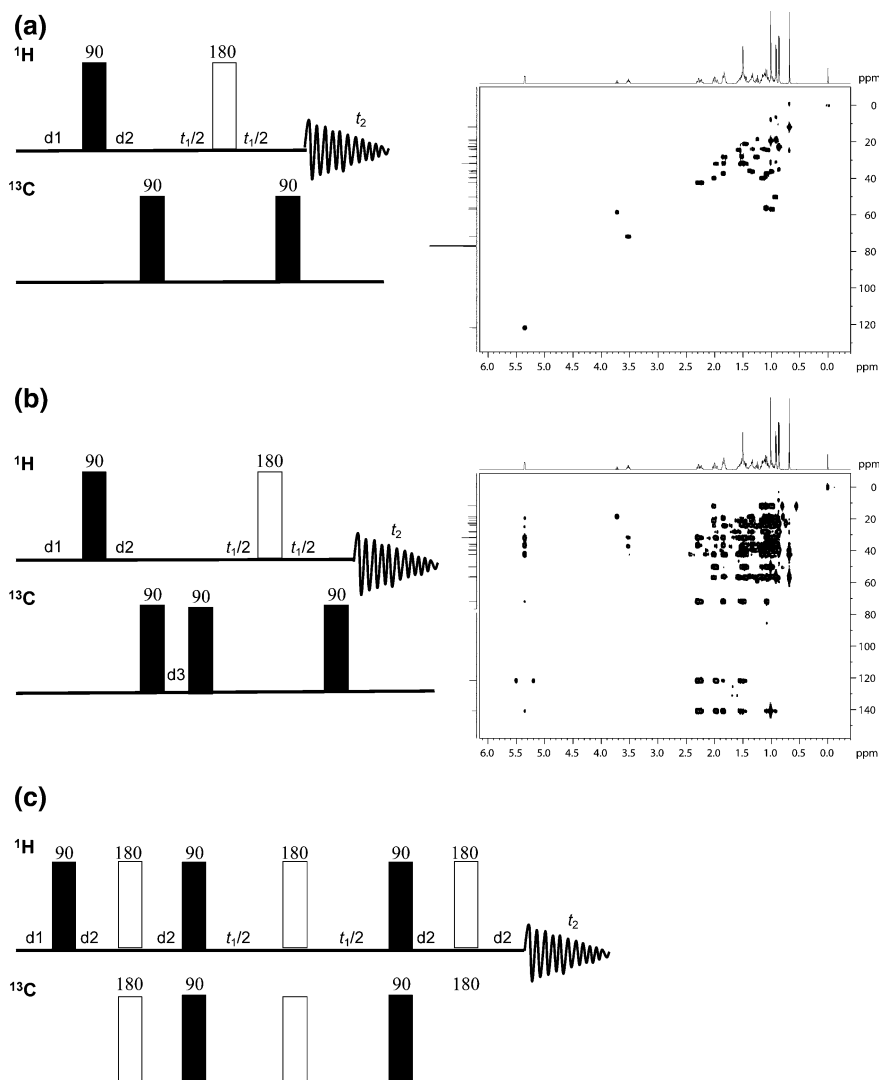 (a)
¹H
90
180
d1
d2
t₁/2
t₁/2
t₂
¹³C
90
90
ppm
0
20
40
60
80
100
120
6.0 5.5 5.0 4.5 4.0 3.5 3.0 2.5 2.0 1.5 1.0 0.5 0.0 ppm
(b)
¹H
90
180
d1
d2
t₁/2
t₁/2
t₂
¹³C
90
90
90
d3
ppm
0
20
40
60
80
100
120
140
6.0 5.5 5.0 4.5 4.0 3.5 3.0 2.5 2.0 1.5 1.0 0.5 0.0 ppm
(c)
¹H
90 180 90 180 90 180
d1 d2 d2 t₁/2 t₁/2 d2 d2
t₂
¹³C
180 90 90 180